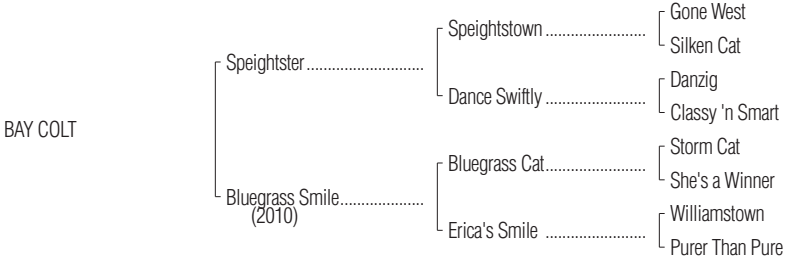 Gone West
Speightstown ........................
Silken Cat
Speightster............................
Danzig
Dance Swiftly ........................
Classy 'n Smart
BAY COLT
Storm Cat
Bluegrass Cat........................
She's a Winner
Bluegrass Smile....................
(2010)
Williamstown
Erica's Smile ........................
Purer Than Pure